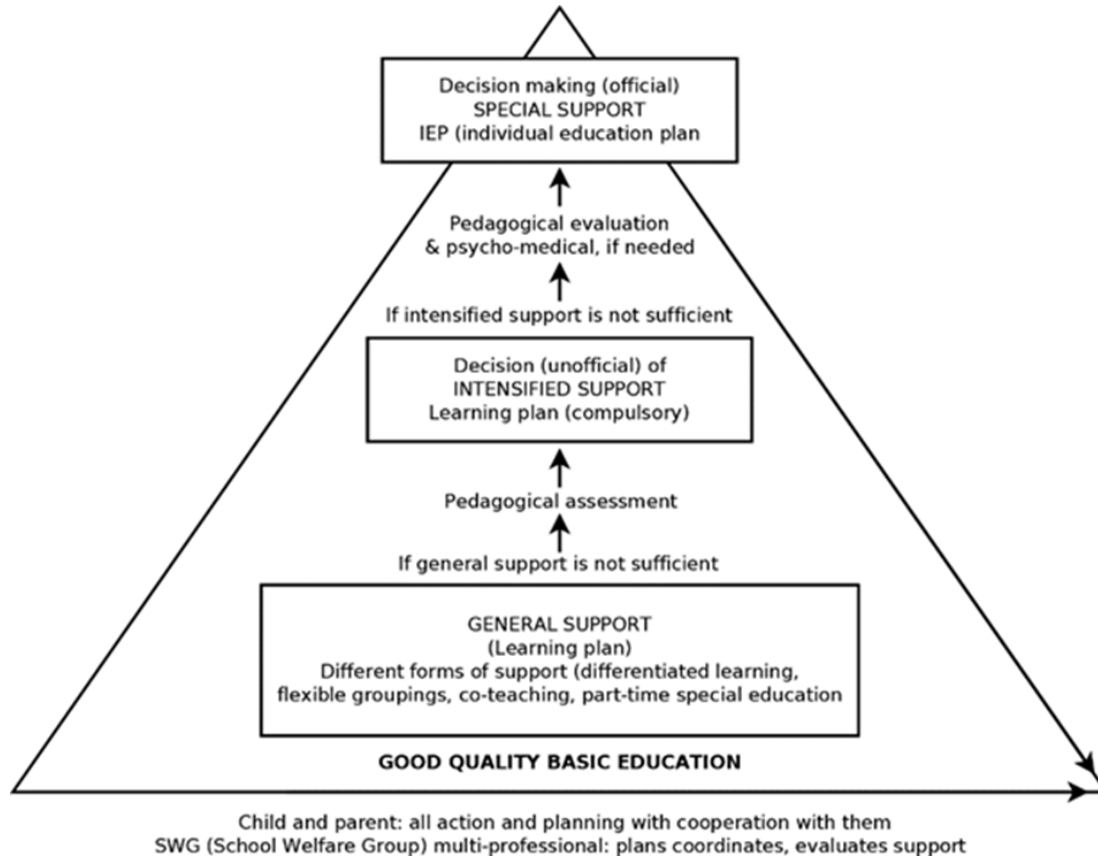 Decision making (official)
SPECIAL SUPPORT
IEP (individual education plan
Pedagogical evaluation
& psycho-medical, if needed
If intensified support is not sufficient
Decision (unofficial) of
INTENSIFIED SUPPORT
Learning plan (compulsory)
Pedagogical assessment
If general support is not sufficient
GENERAL SUPPORT
(Learning plan)
Different forms of support (differentiated learning,
flexible groupings, co-teaching, part-time special education
GOOD QUALITY BASIC EDUCATION
Child and parent: all action and planning with cooperation with them
SWG (School Welfare Group) multi-professional: plans coordinates, evaluates support